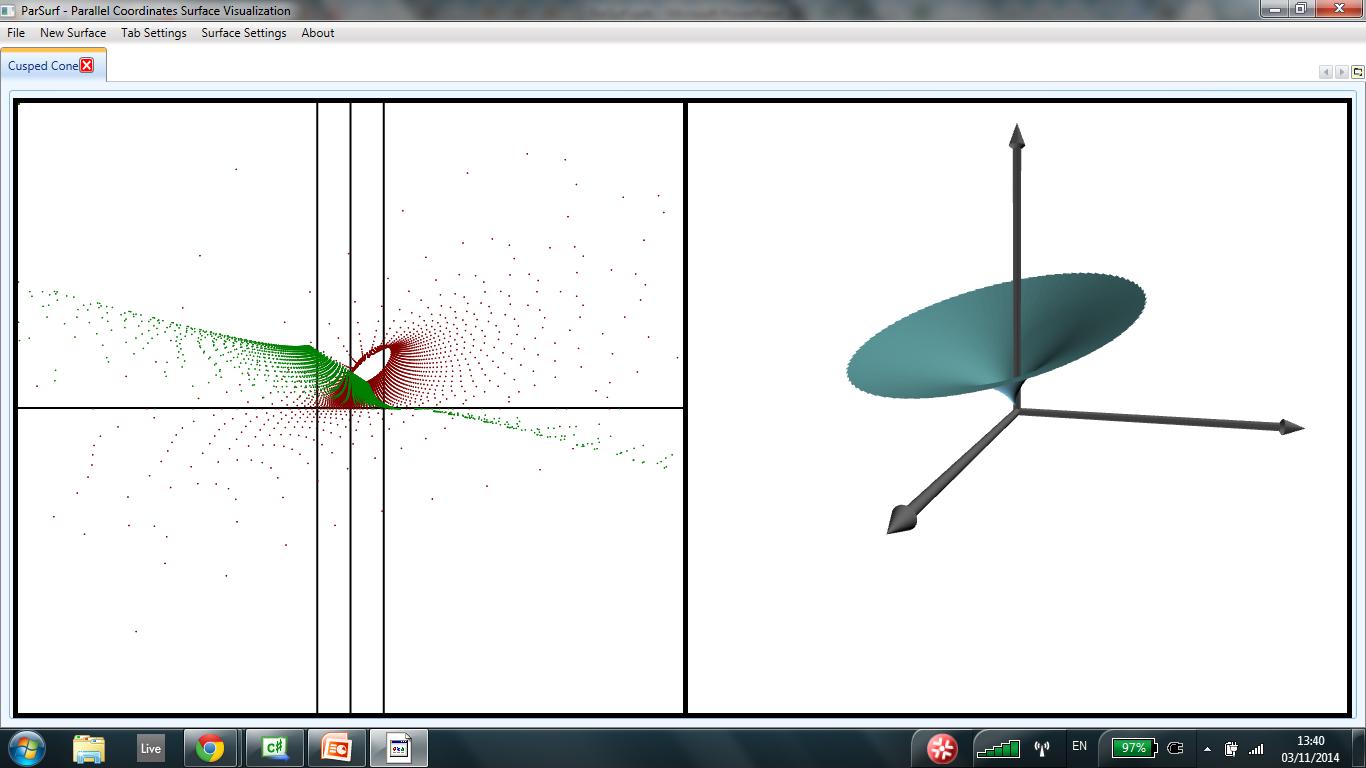 ParSurf - Parallel Coordinates Surface Visualization
File New Surface Tab Settings Surface Settings About
Cusped Cone
Live
C#
EN
97%
13:40
03/11/2014